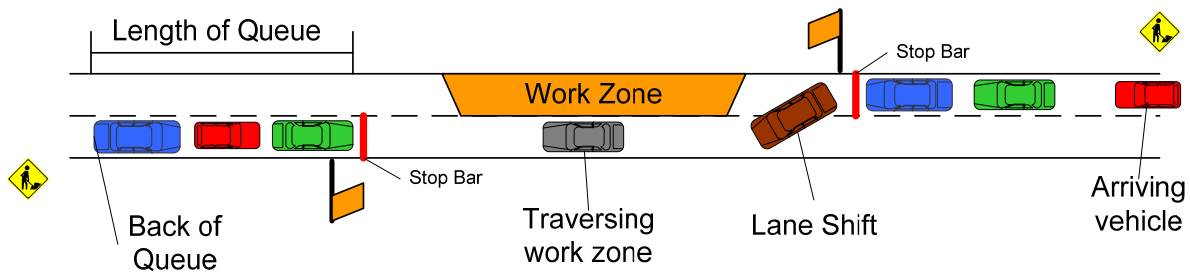 Length of Queue
Stop Bar
Work Zone
Stop Bar
Back of
Queue
Traversing
work zone
Lane Shift
Arriving
vehicle